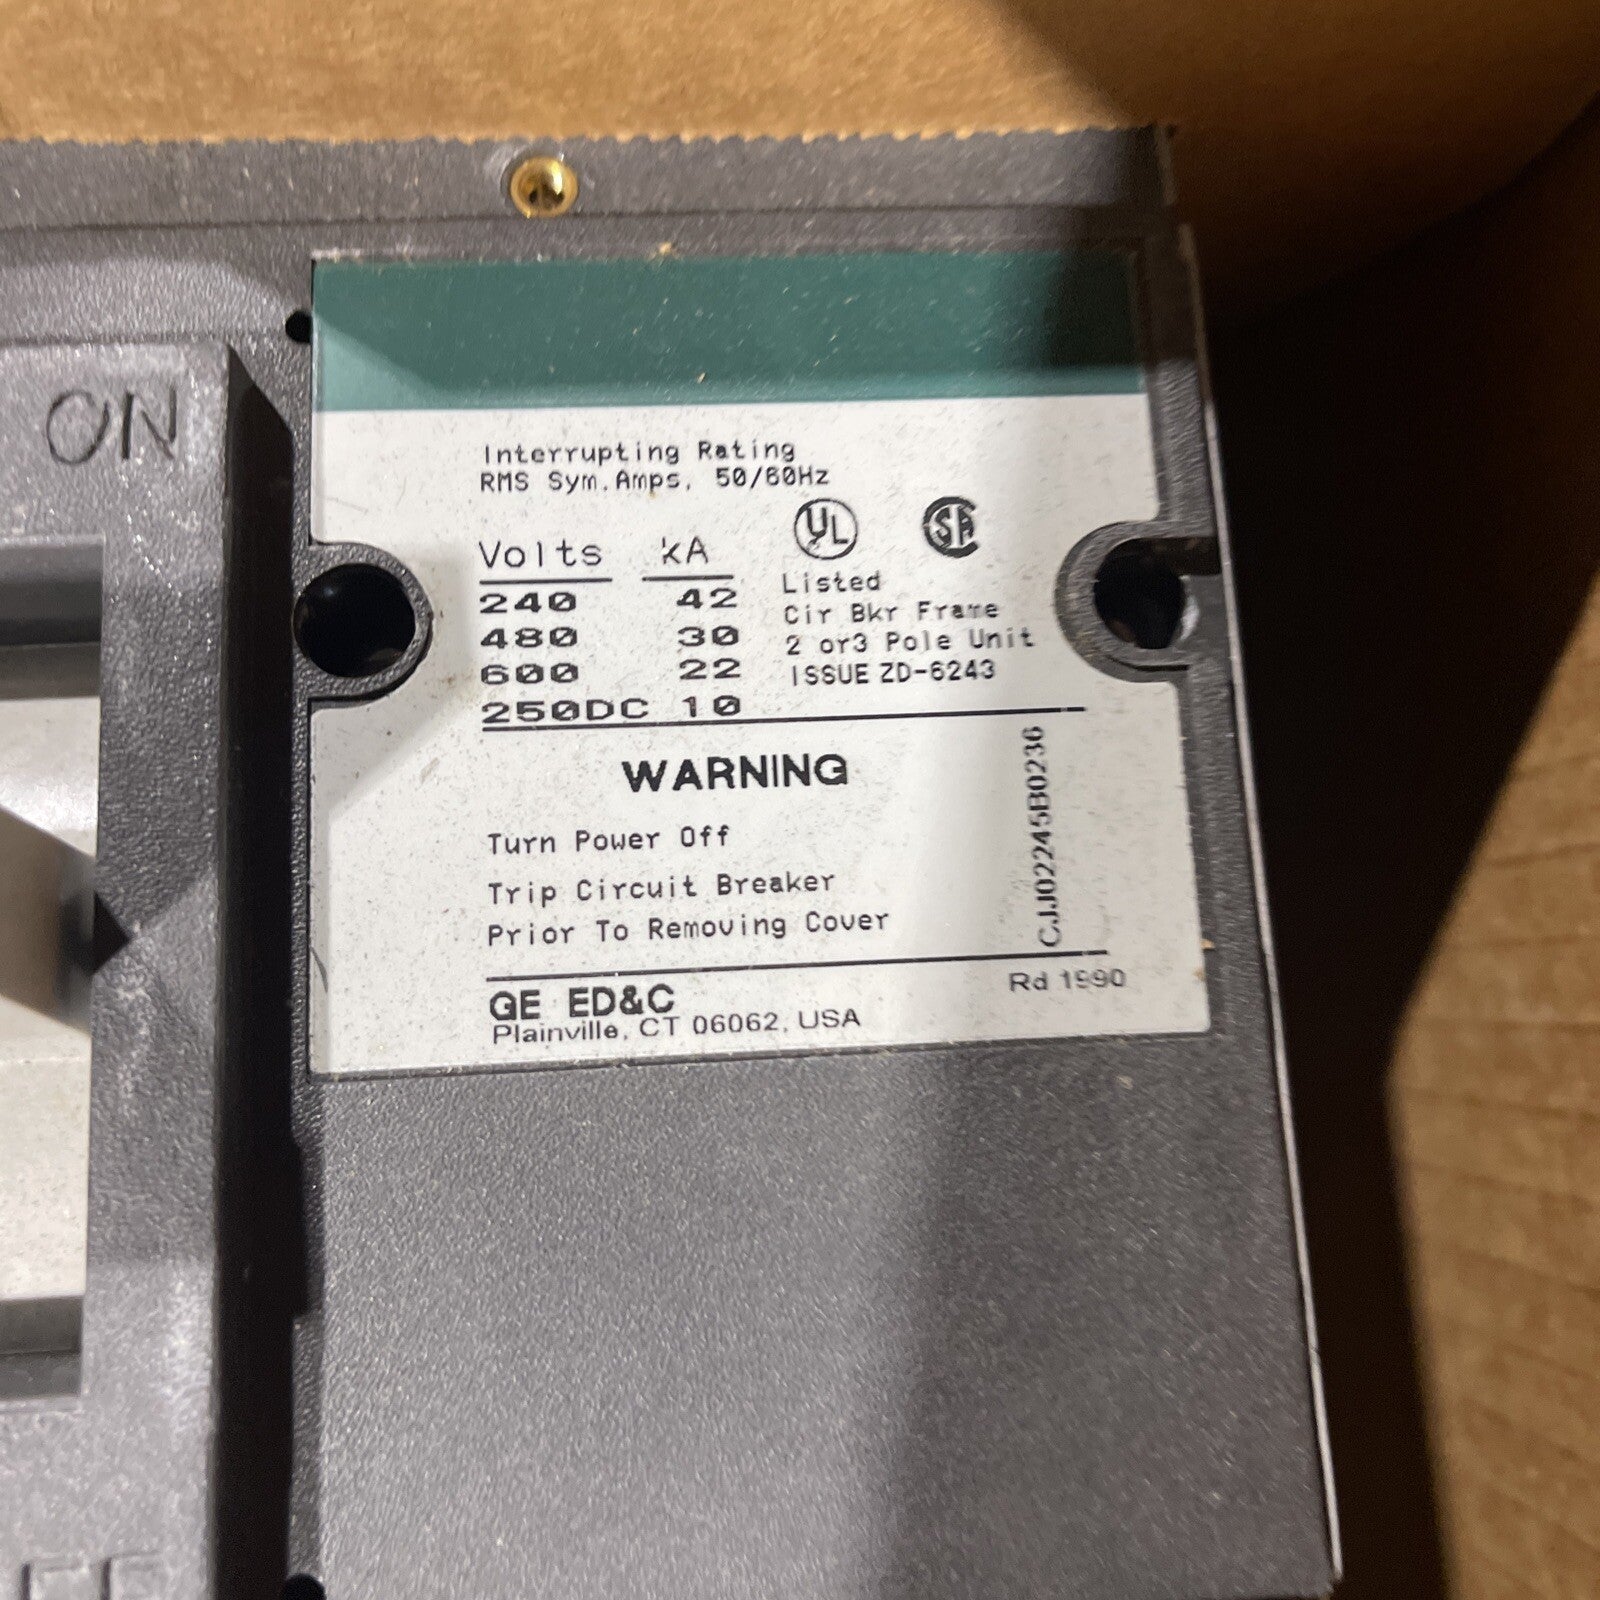 ON
Interrupting Rating
RMS Sym. Amps, 50/60Hz
Volts kA
240 42
480 30
600 22
250DC 10
UL SA
Listed
Cir Bkr Frame
2 or3 Pole Unit
ISSUE ZD-6243
WARNING
Turn Power Off
Trip Circuit Breaker
Prior To Removing Cover
CJJ02245B0236
GE ED&C
Plainville, CT 06062, USA
Rd 1990